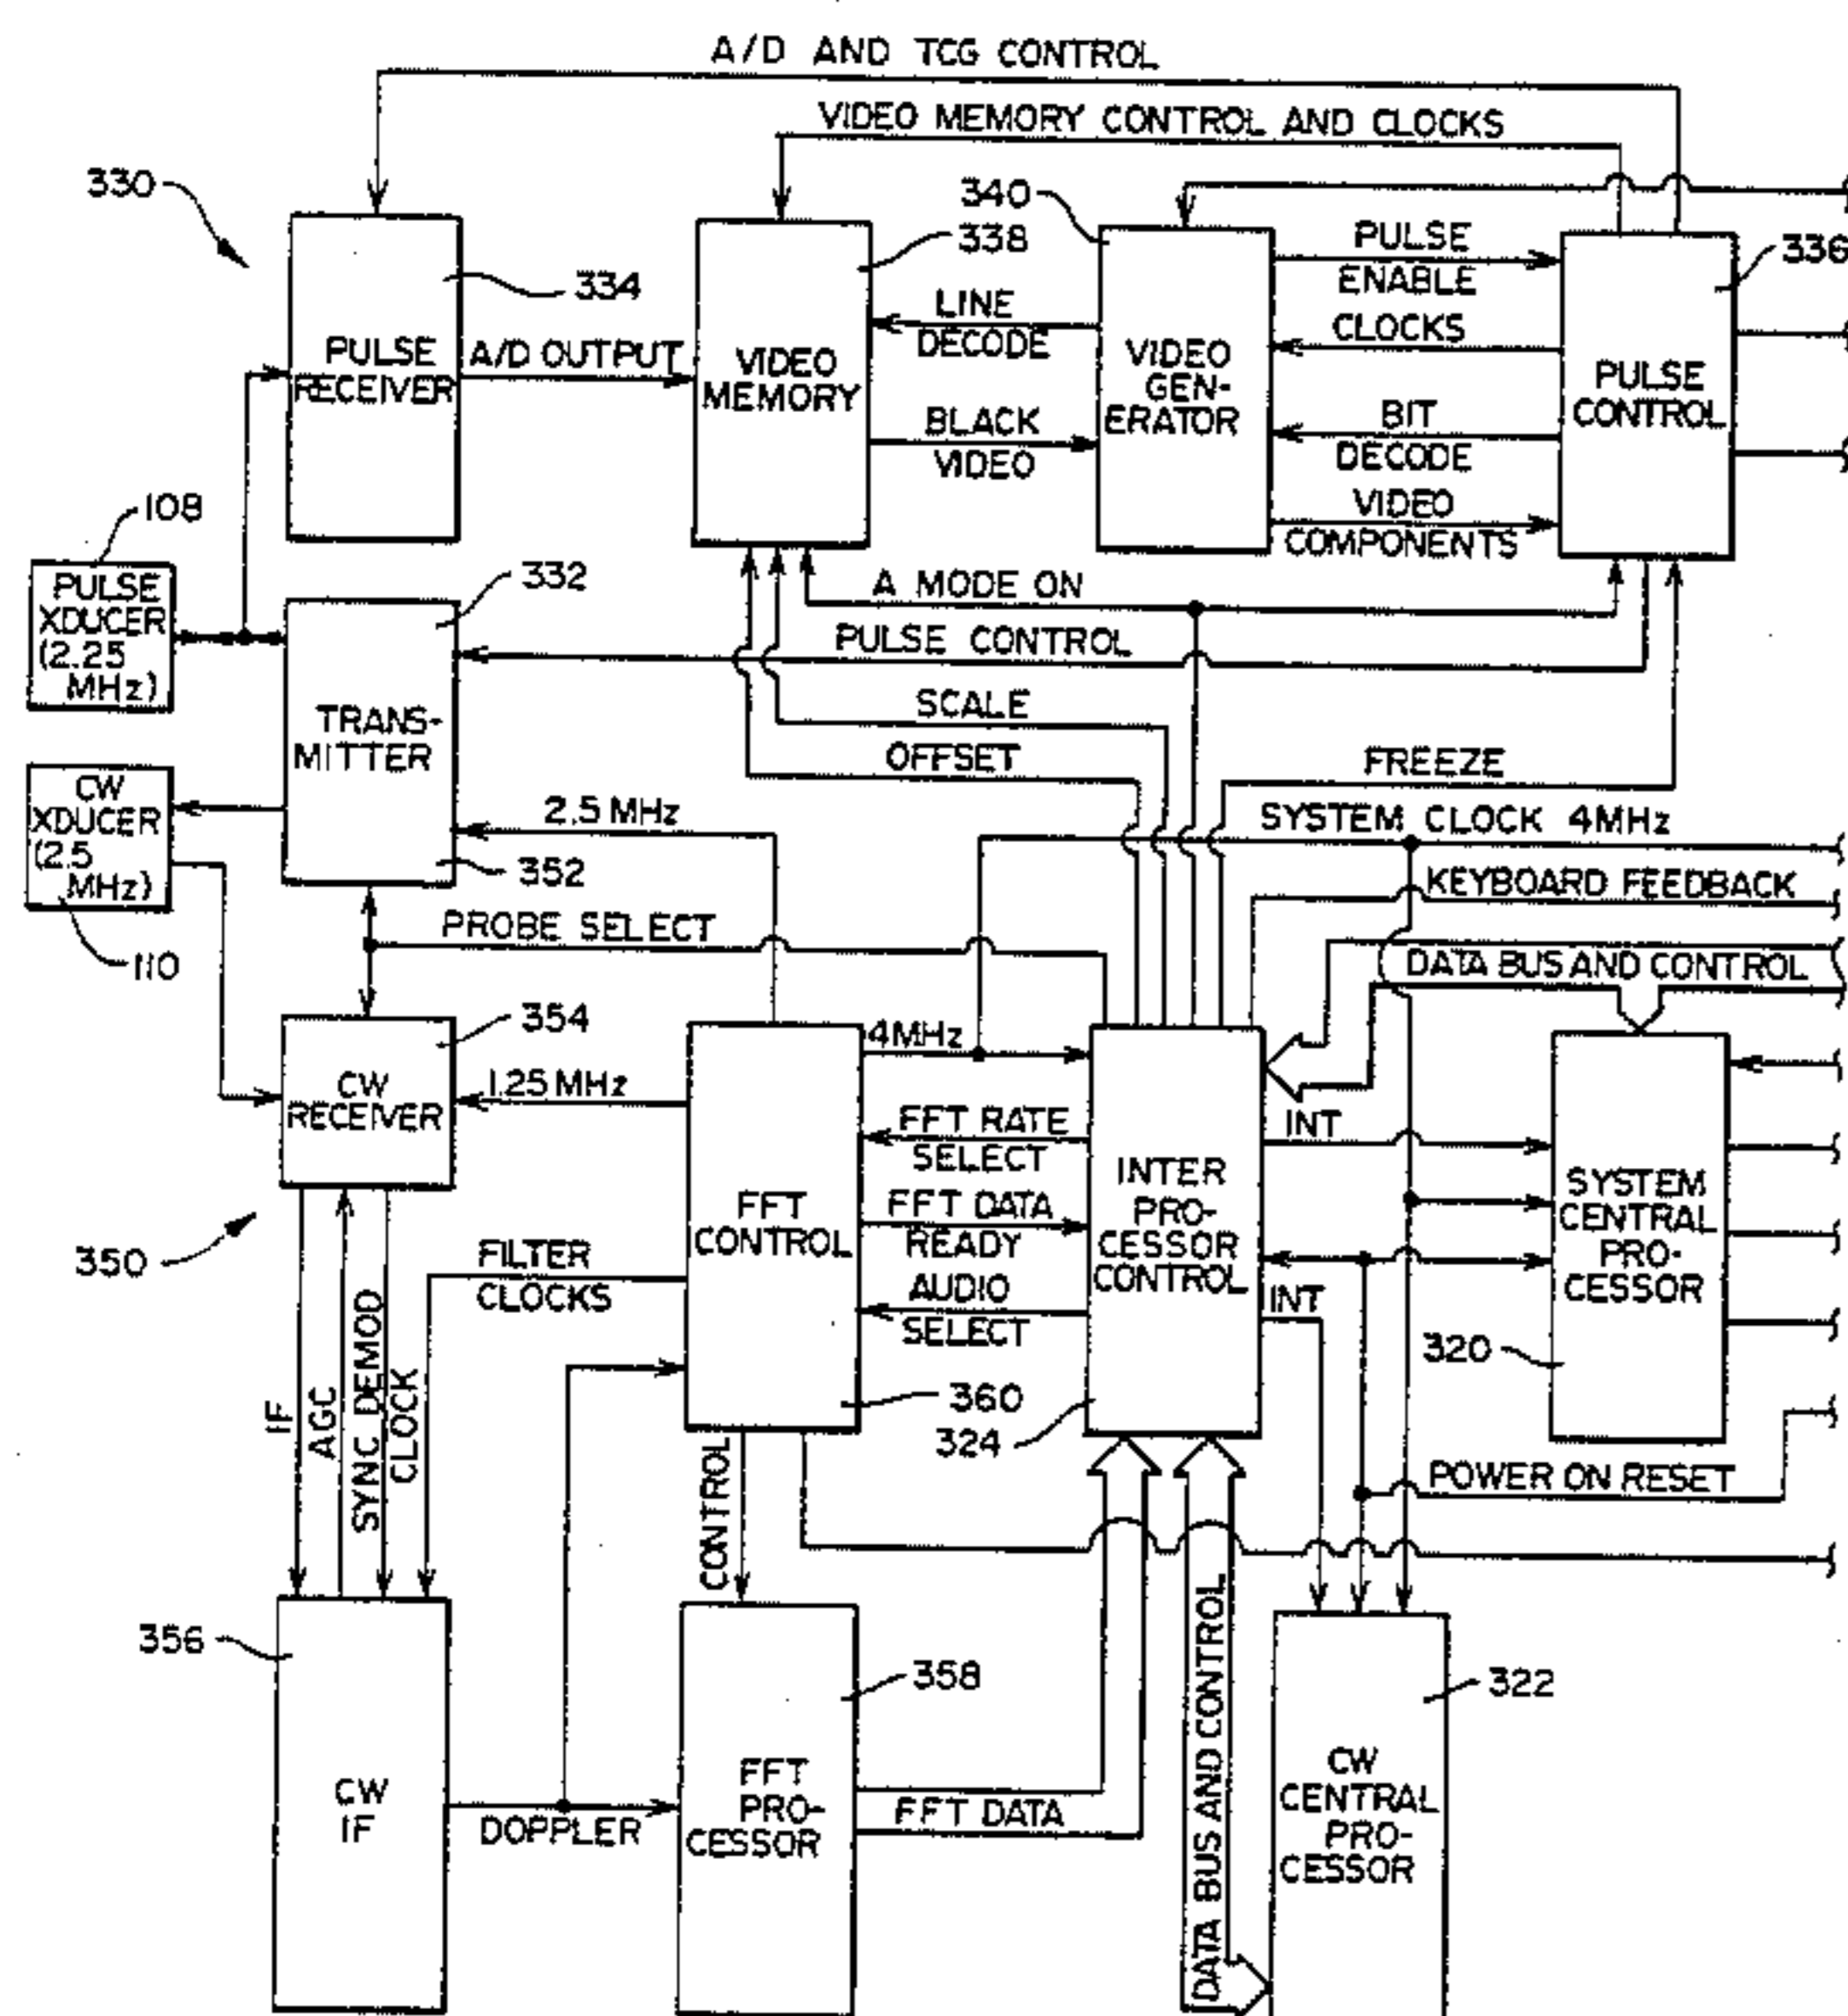 A/D AND TCG CONTROL
VIDEO MEMORY CONTROL AND CLOCKS
330
334
PULSE
RECEIVER
A/D OUTPUT
338
VIDEO
MEMORY
LINE
DECODE
BLACK
VIDEO
340
VIDEO
GEN-
ERATOR
PULSE
ENABLE
CLOCKS
BIT
DECODE
VIDEO
COMPONENTS
336
PULSE
CONTROL
108
PULSE
XDUCER
(2.25
MHz)
332
TRANS-
MITTER
352
A MODE ON
PULSE CONTROL
SCALE
OFFSET
FREEZE
CW
XDUCER
(2.5
MHz)
110
2.5 MHz
SYSTEM CLOCK 4MHz
KEYBOARD FEEDBACK
PROBE SELECT
DATA BUS AND CONTROL
354
CW
RECEIVER
1.25 MHz
4MHz
FFT RATE
SELECT
FFT DATA
READY
AUDIO
SELECT
FFT
CONTROL
360
INTER
PRO-
CESSOR
CONTROL
324
INT
INT
SYSTEM
CENTRAL
PRO-
CESSOR
320
350
FILTER
CLOCKS
IF
AGC
SYNC DEMOD
CLOCK
CONTROL
POWER ON RESET
356
CW
IF
DOPPLER
358
FFT
PRO-
CESSOR
FFT DATA
DATA BUS AND CONTROL
322
CW
CENTRAL
PRO-
CESSOR